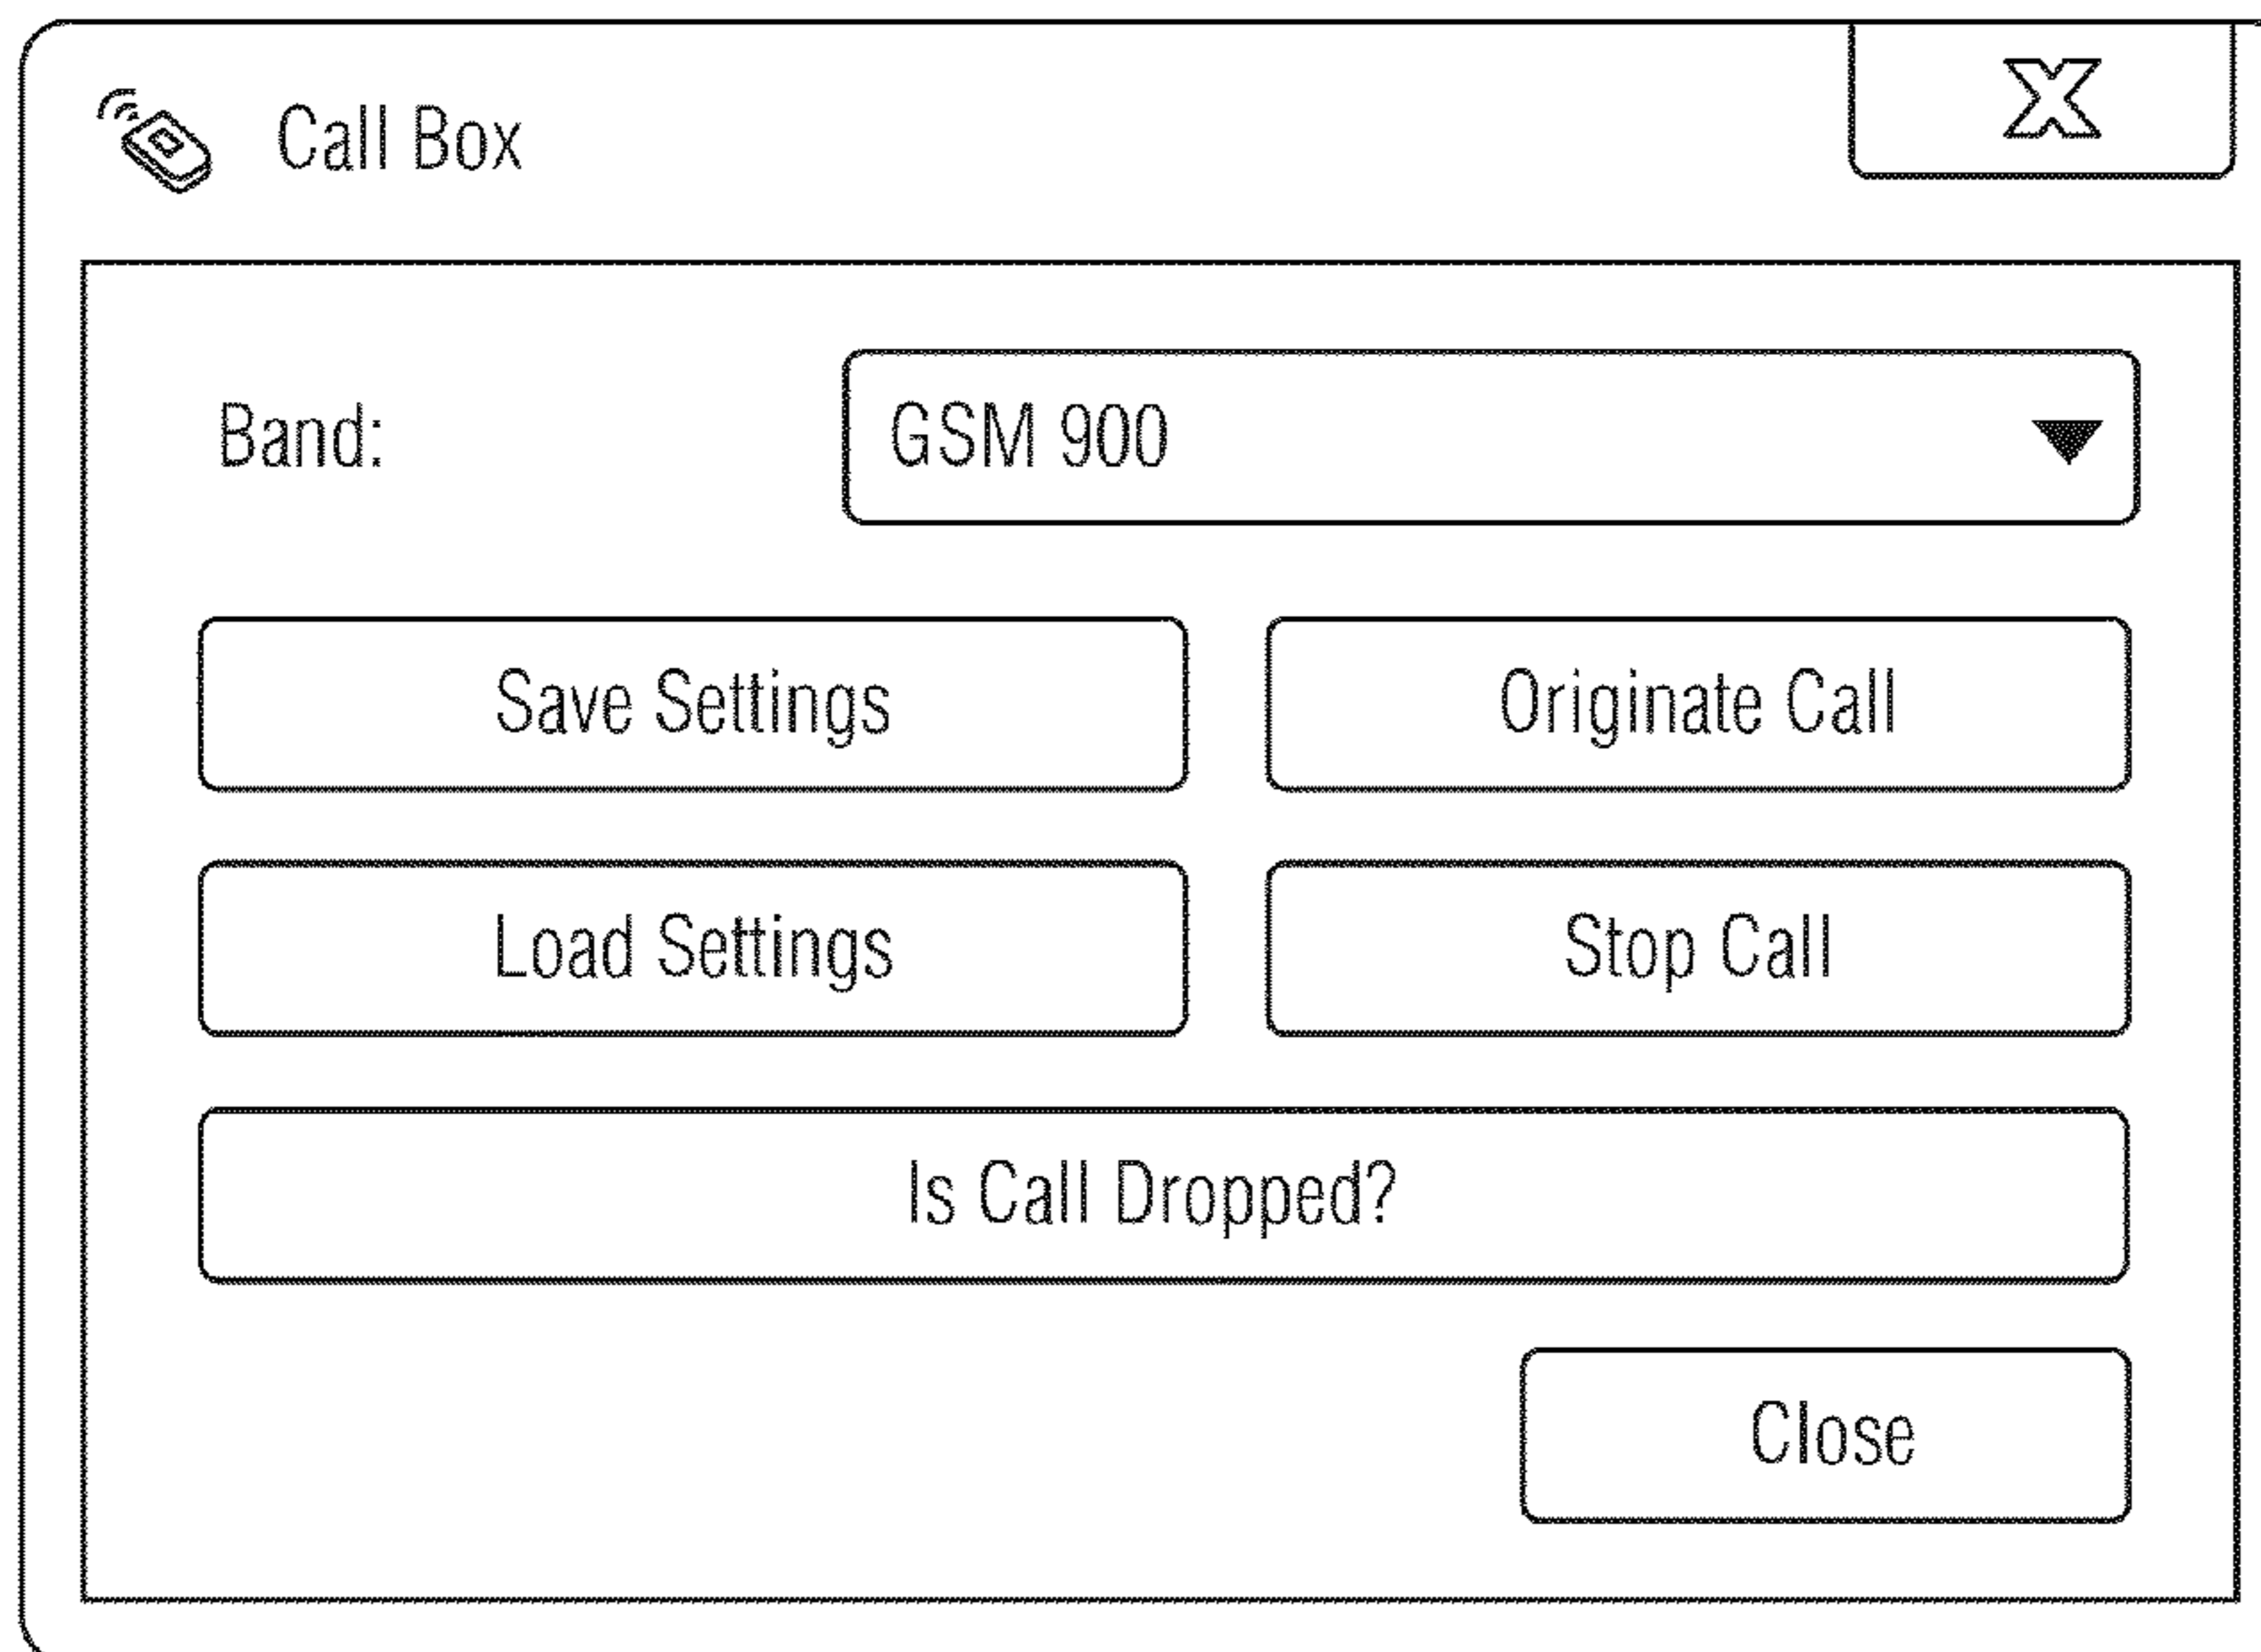 Call Box
X
Band: GSM 900
Save Settings Originate Call
Load Settings Stop Call
Is Call Dropped?
Close